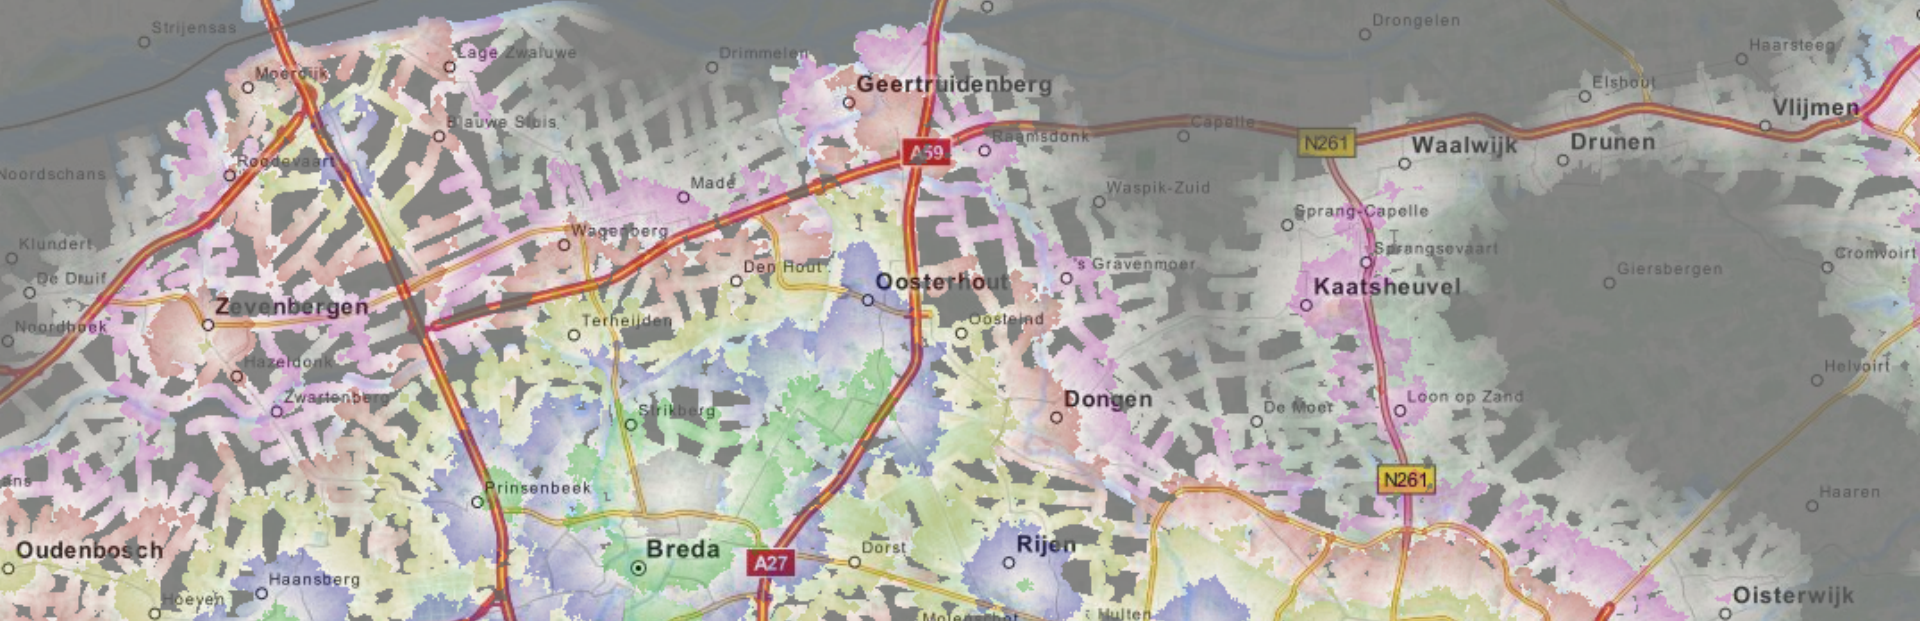 Strijensas
Drongelen
Haarsteeg
Lage Zwaluwe
Drimmelen
Moerdijk
Geertruidenberg
Elshout
Vlijmen
Blauwe Sluis
Capelle
Raamsdonk
A59
N261
Waalwijk
Drunen
Roodevaart
Noordschans
Made
Waspik-Zuid
Sprang-Capelle
Wagenberg
Klundert
Sprangsevaart
Cromvoirt
De Druif
Den Hout
's Gravenmoer
Giersbergen
Oosterhout
Kaatsheuvel
Zevenbergen
Noordhoek
Terheijden
Oosteind
Hazeldonk
Helvoirt
Zwartenberg
Strikberg
Dongen
De Moer
Loon op Zand
ans
Prinsenbeek
N261
Haaren
Oudenbosch
Breda
A27
Dorst
Rijen
Haansberg
Hoeven
Oisterwijk
Molenschot
Hulten